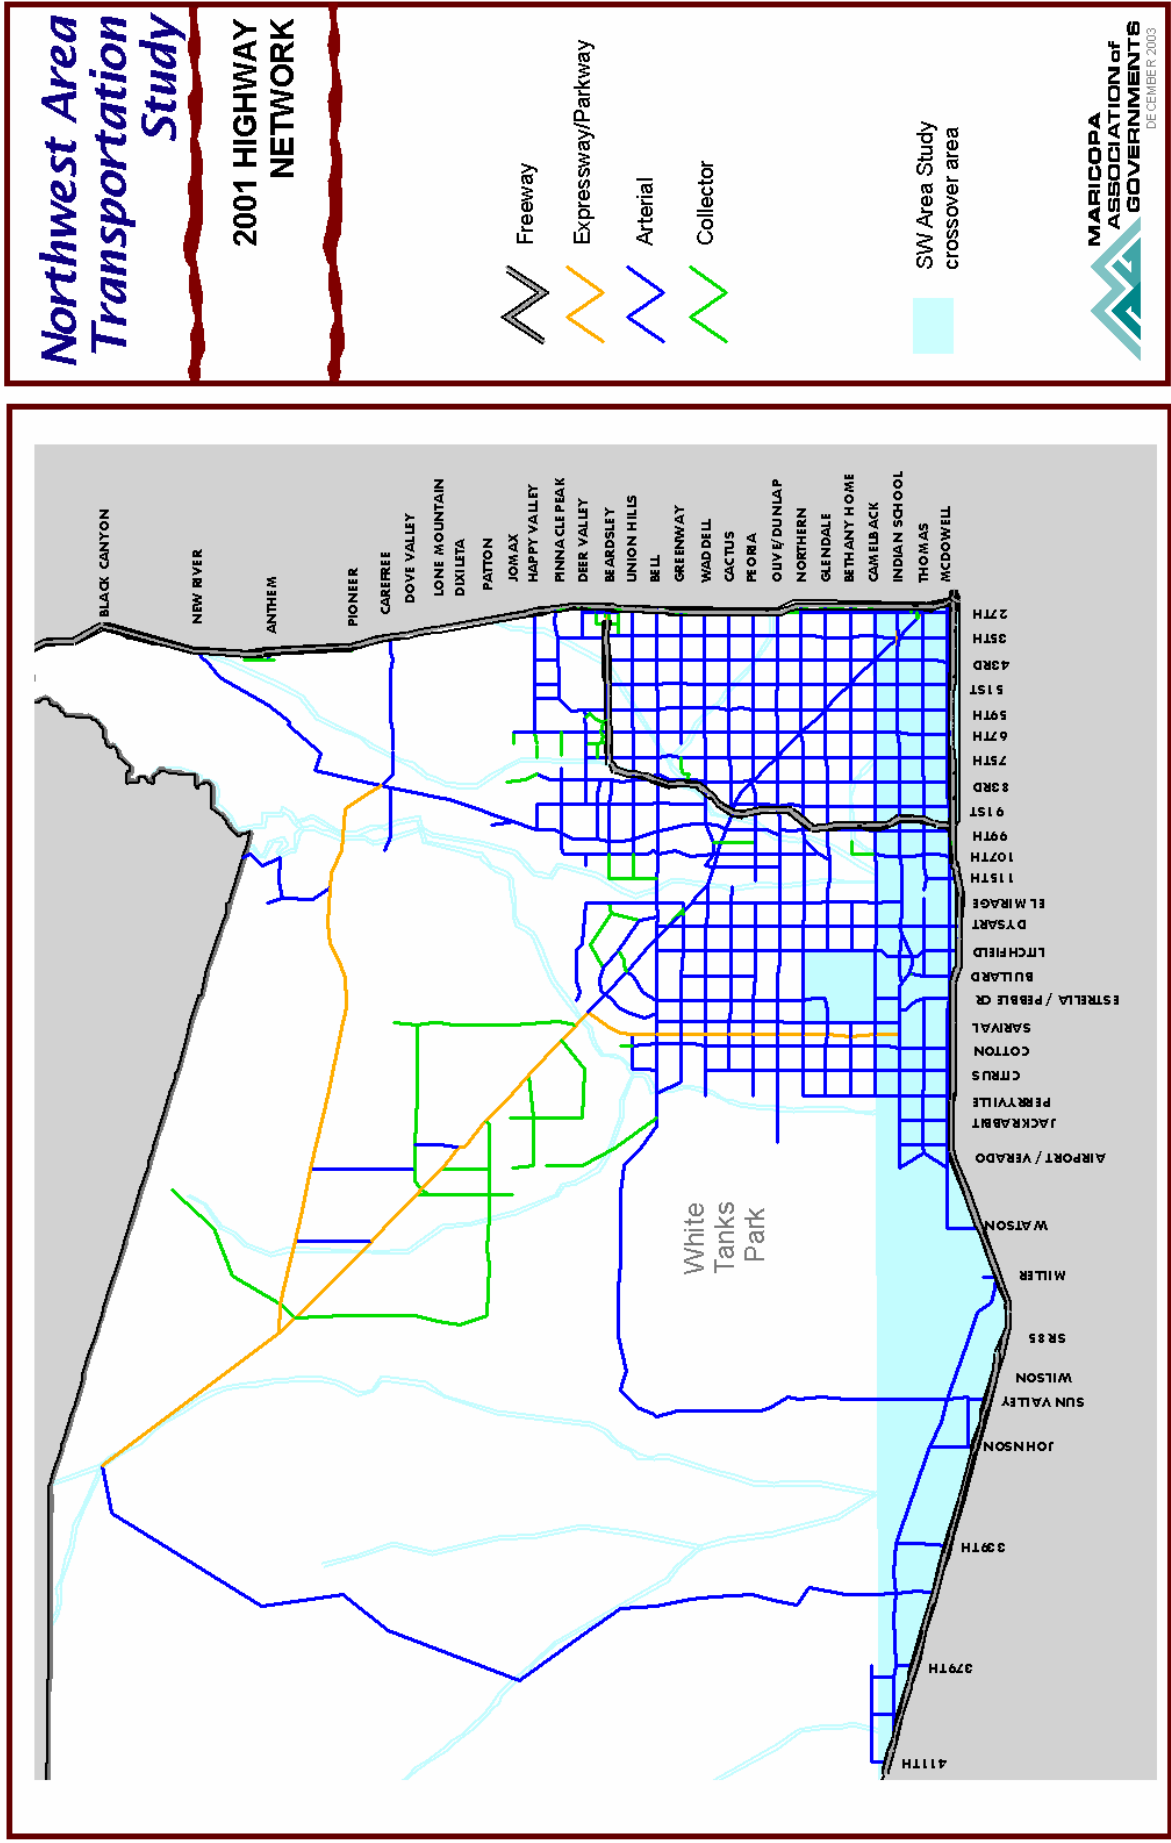 Northwest Area
Transportation
Study
2001 HIGHWAY
NETWORK
Freeway
Expressway/Parkway
Arterial
Collector
SW Area Study
crossover area
MARICOPA
ASSOCIATION of
GOVERNMENTS
DECEMBER 2003
BLACK CANYON
NEW RIVER
ANTHEM
PIONEER
CAREFREE
DOVE VALLEY
LONE MOUNTAIN
DIXILETA
PATTON
JOMAX
HAPPY VALLEY
PINNACLE PEAK
DEER VALLEY
BEARDSLEY
UNION HILLS
BELL
GREENWAY
WADDELL
CACTUS
PEORIA
OLIVE/DUNLAP
NORTHERN
GLENDALE
BETHANY HOME
CAMELBACK
INDIAN SCHOOL
THOMAS
MCDOWELL
White
Tanks
Park
411TH
379TH
339TH
JOHNSON
SUN VALLEY
WILSON
SR85
MILLER
WATSON
AIRPORT / VERADO
JACKRABBIT
PERRYVILLE
CITRUS
COTTON
SARIVAL
ESTRELIA / PEBBLE CR
BULLARD
LITCHFIELD
DYSART
EL MIRAGE
115TH
107TH
99TH
91ST
83RD
75TH
67TH
59TH
51ST
43RD
35TH
27TH